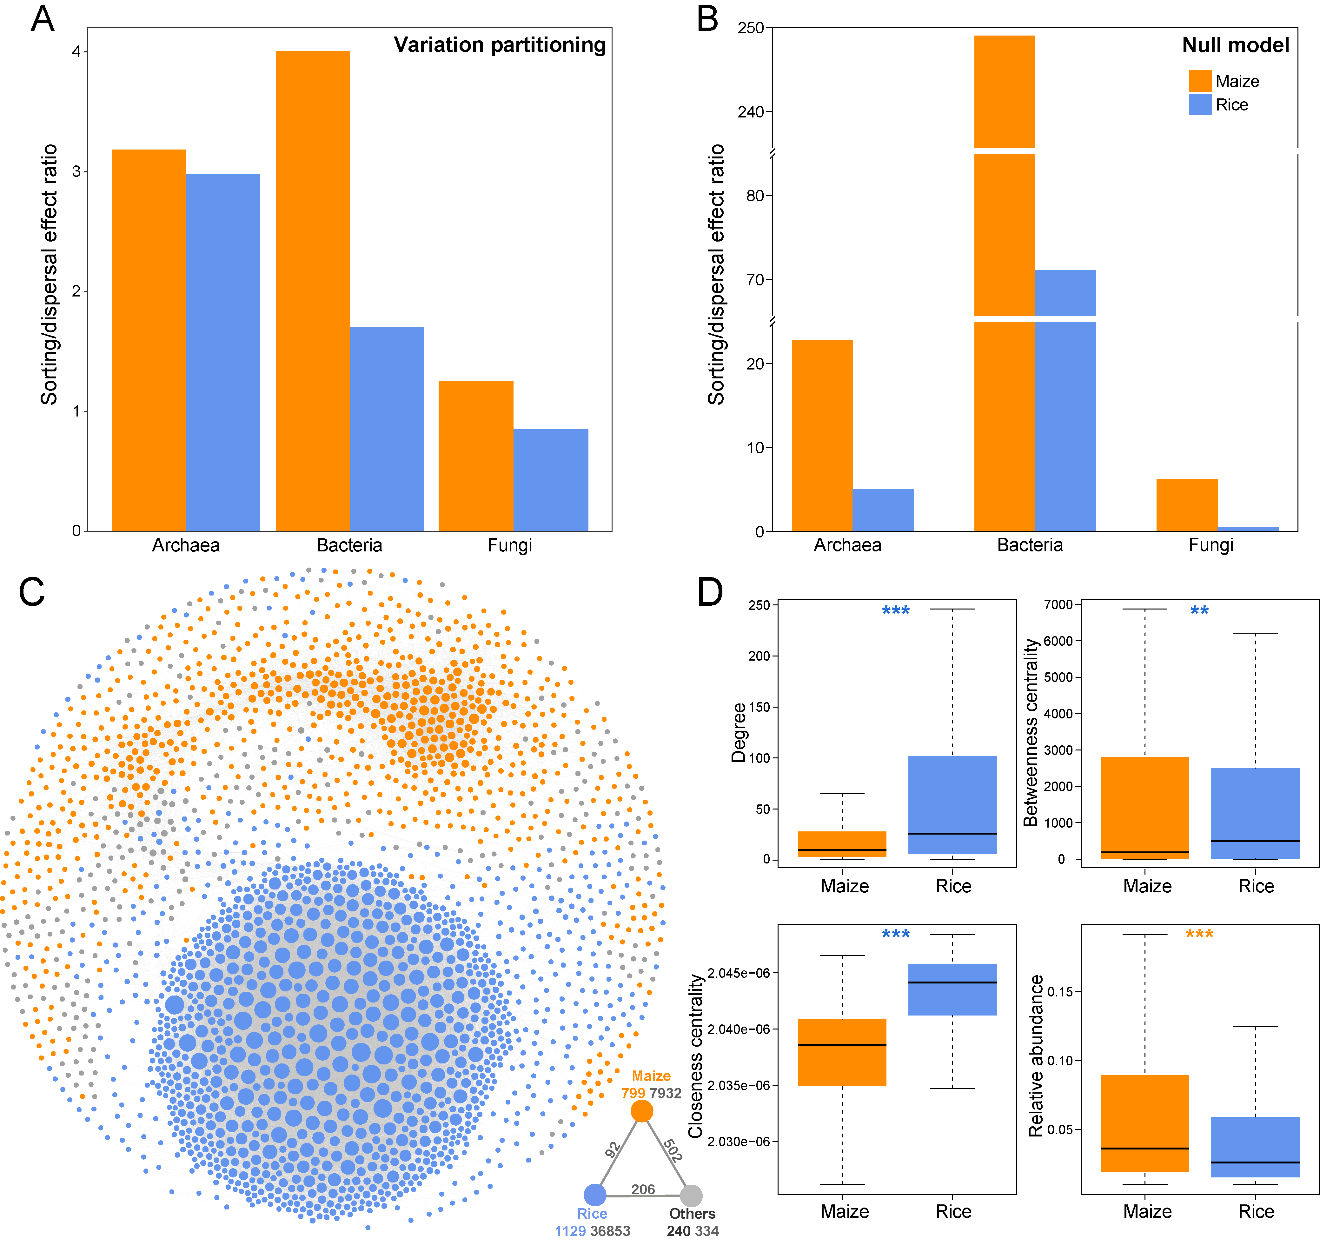 A
Variation partitioning
Sorting/dispersal effect ratio
4
3
2
1
0
Archaea
Bacteria
Fungi
B
Null model
Maize
Rice
Sorting/dispersal effect ratio
250
240
80
70
20
10
0
Archaea
Bacteria
Fungi
C
Maize
799 7932
92
502
206
Rice
1129 36853
Others
240 334
D
Degree
250
200
150
100
50
0
***
Maize
Rice
Betweenness centrality
7000
6000
5000
4000
3000
2000
1000
0
**
Maize
Rice
Closeness centrality
2.045e−06
2.040e−06
2.035e−06
2.030e−06
***
Maize
Rice
Relative abundance
0.15
0.10
0.05
***
Maize
Rice